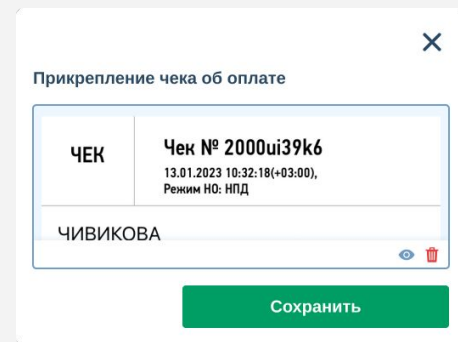 Прикрепление чека об оплате
ЧЕК
Чек № 2000ui39k6
13.01.2023 10:32:18(+03:00),
Режим НО: НПД
ЧИВИКОВА
Сохранить